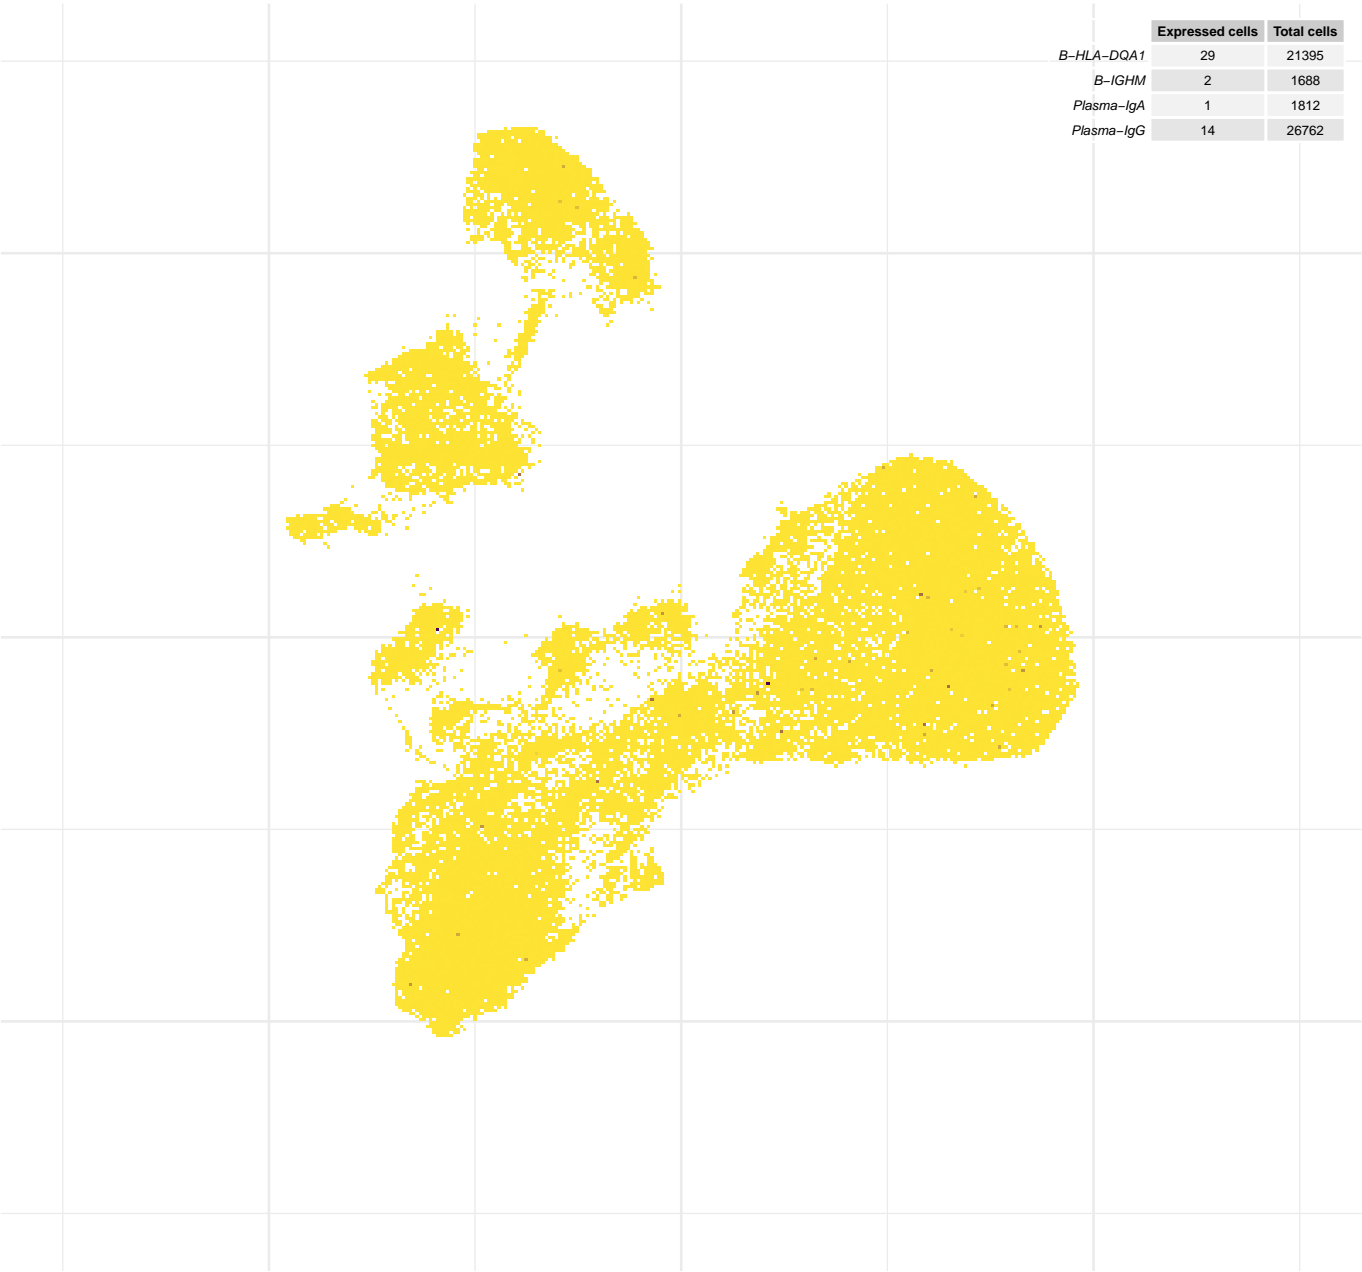 Expressed cells Total cells
B-HLA-DQA1 29 21395
B-IGHM 2 1688
Plasma-IgA 1 1812
Plasma-IgG 14 26762